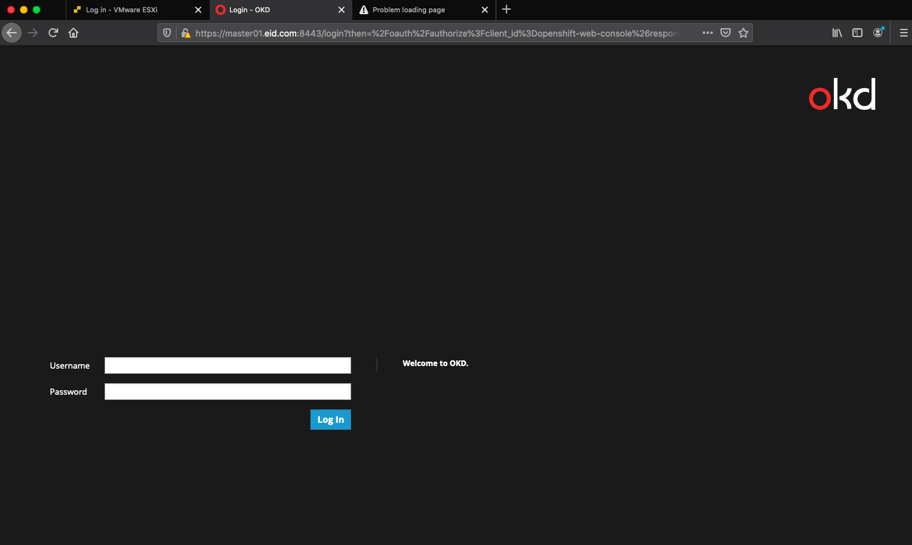 Log in - VMware ESXi
Login - OKD
Problem loading page
https://master01.eid.com:8443/login?then=%2Foauth%2Fauthorize%3Fclient_id%3Dopenshift-web-console%26respon
okd
Username
Welcome to OKD.
Password
Log In